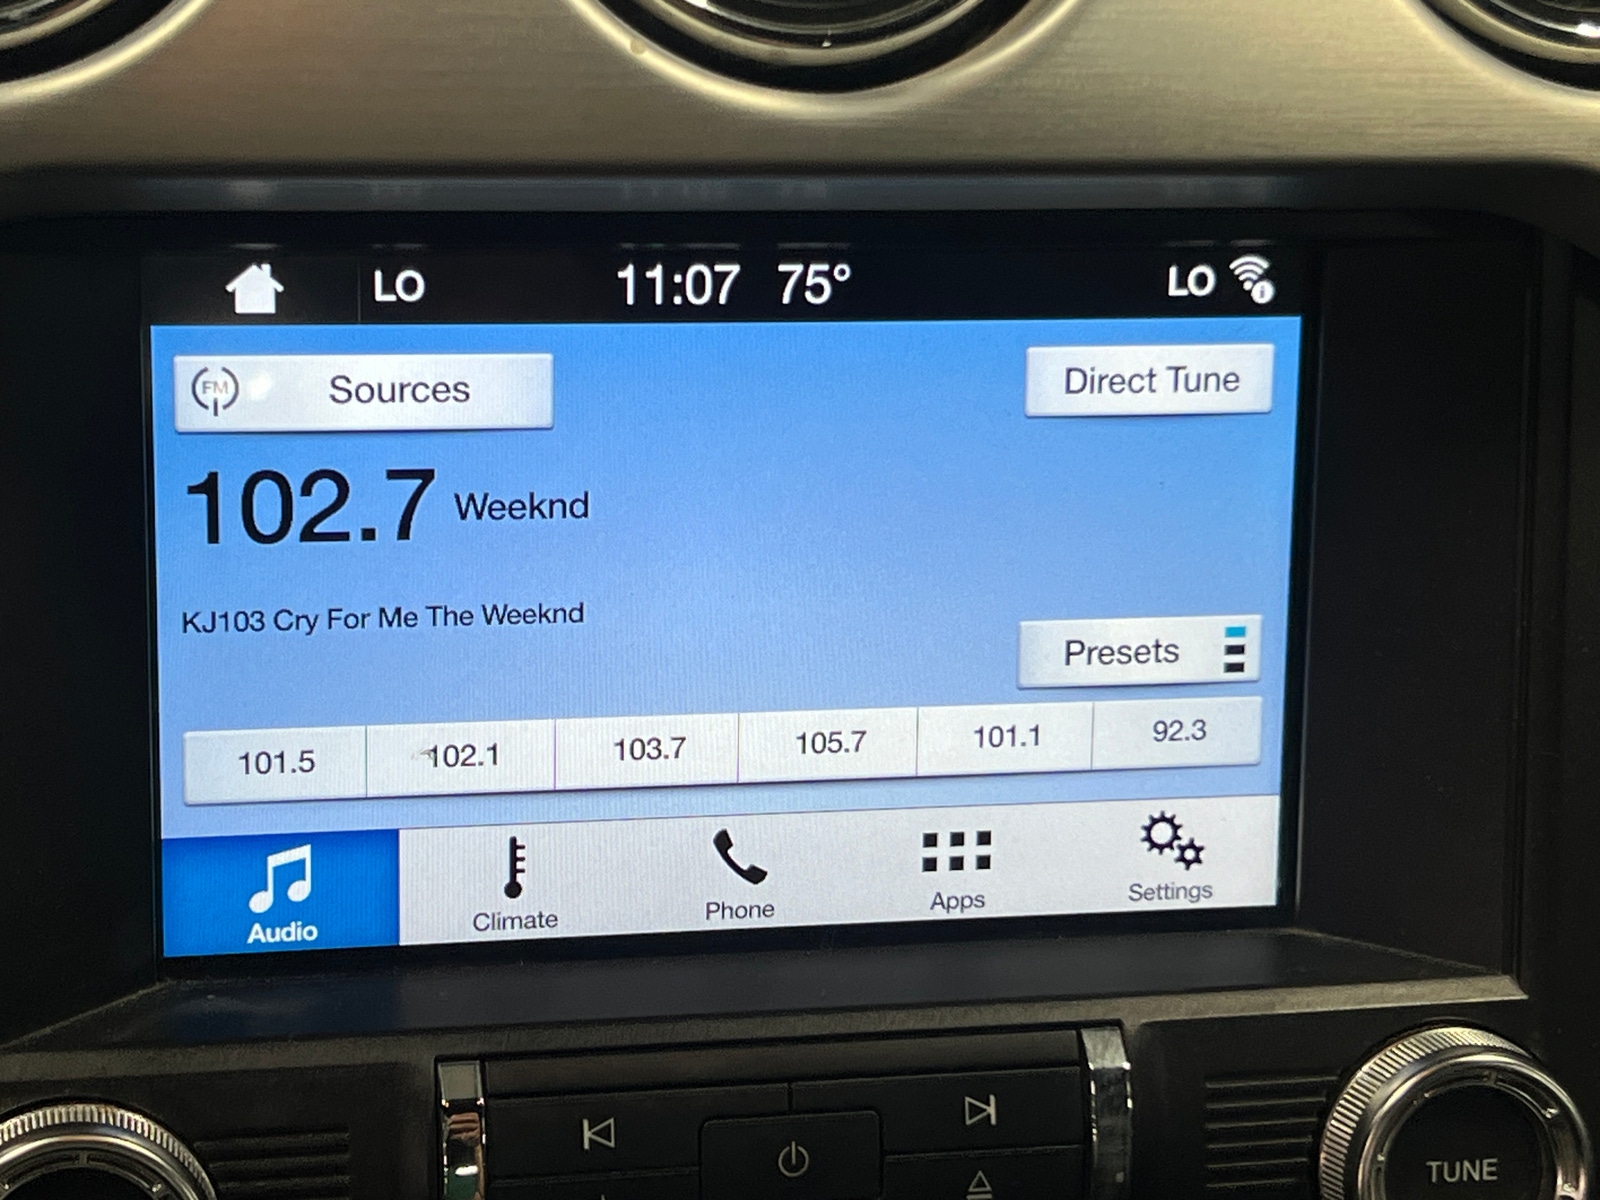 LO 11:07 75° LO
FM Sources Direct Tune
102.7 Weeknd
KJ103 Cry For Me The Weeknd
Presets
101.5 102.1 103.7 105.7 101.1 92.3
Audio Climate Phone Apps Settings
TUNE